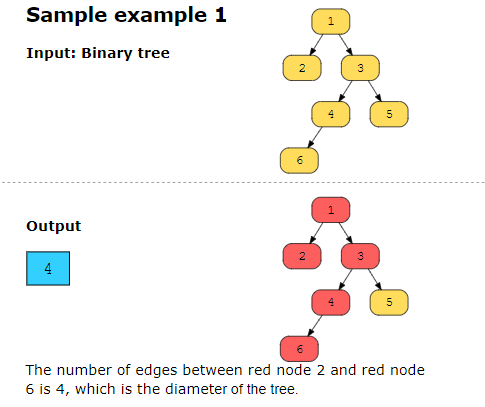 Sample example 1
1
Input: Binary tree
2 3
4 5
6
1
Output
2 3
4
4 5
6
The number of edges between red node 2 and red node
6 is 4, which is the diameter of the tree.